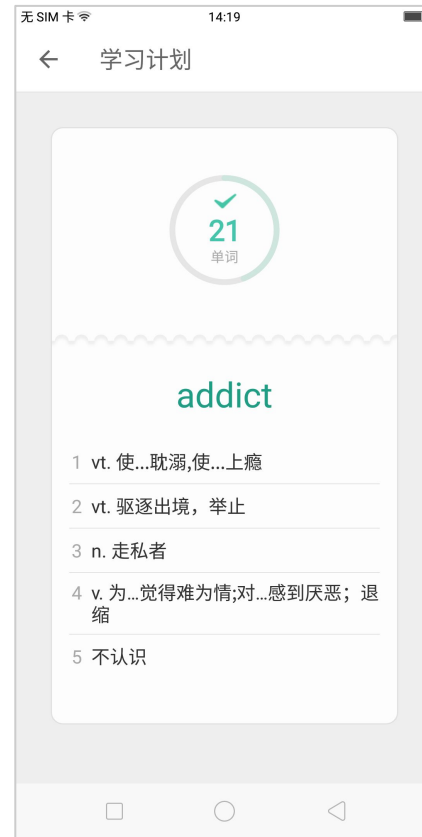 无 SIM 卡 14:19
学习计划
21
单词
addict
1 vt. 使...耽溺,使...上瘾
2 vt. 驱逐出境，举止
3 n. 走私者
4 v. 为...觉得难为情;对...感到厌恶；退
缩
5 不认识